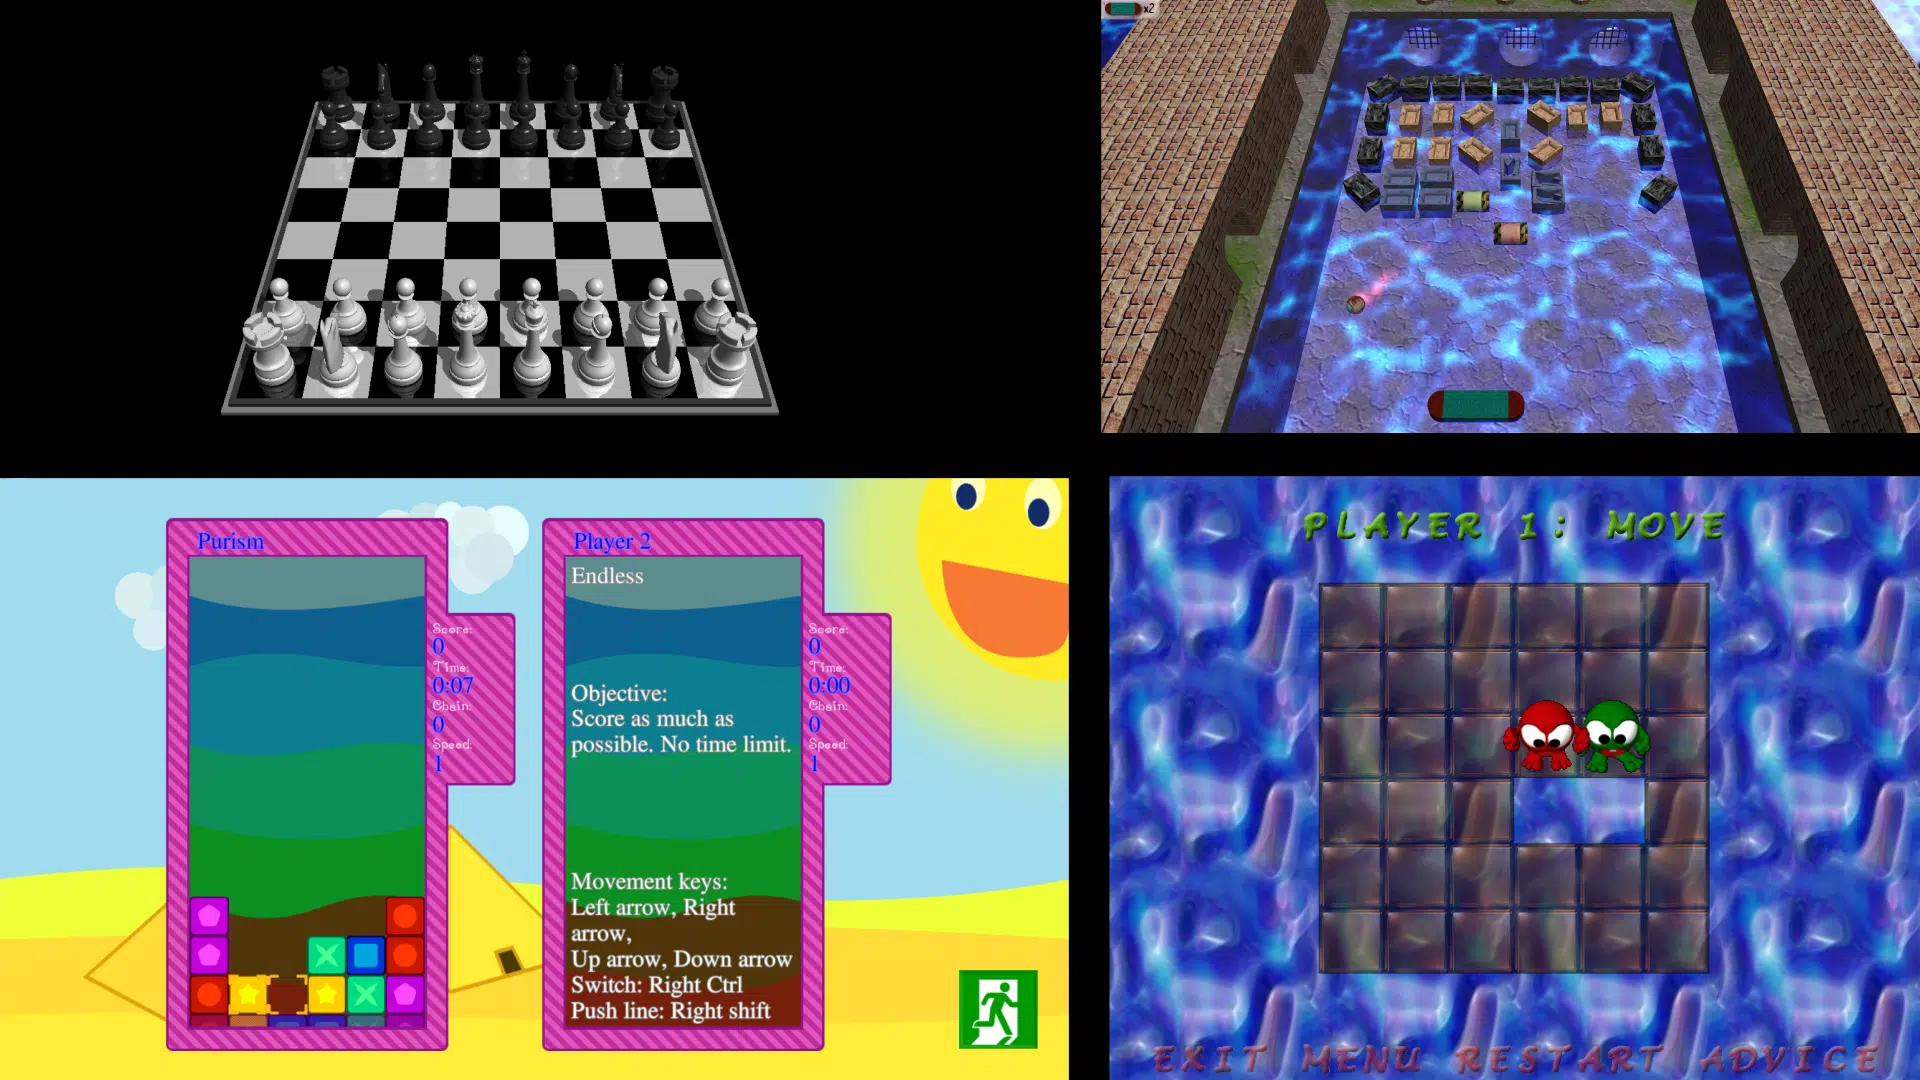 x2
Purism
Score:
0
Time:
0:07
Chain:
0
Speed:
1
Player 2
Endless
Objective:
Score as much as
possible. No time limit.
Movement keys:
Left arrow, Right
arrow,
Up arrow, Down arrow
Switch: Right Ctrl
Push line: Right shift
Score:
0
Time:
0:00
Chain:
0
Speed:
1
PLAYER 1: MOVE
EXIT MENU RESTART ADVICE